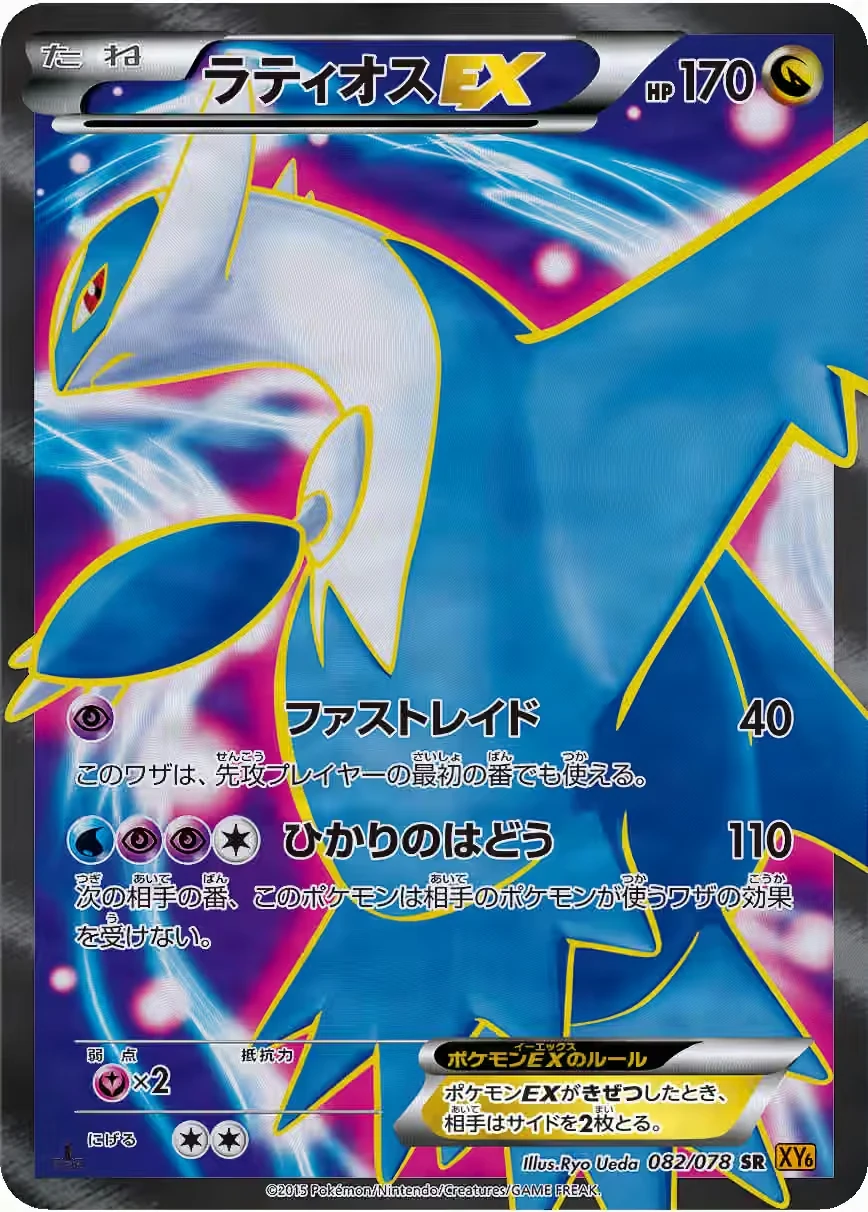 たね ラティオスEX HP170
ファストレイド 40
このワザは、先攻プレイヤーの最初の番でも使える。
ひかりのはどう 110
次の相手の番、このポケモンは相手のポケモンが使うワザの効果
を受けない。
弱点 抵抗力
×2
にげる
ポケモンEXのルール
ポケモンEXがきぜつしたとき、
相手はサイドを2枚とる。
Illus.Ryo Ueda 082/078 SR XY6
©2015 Pokémon/Nintendo/Creatures/GAME FREAK.